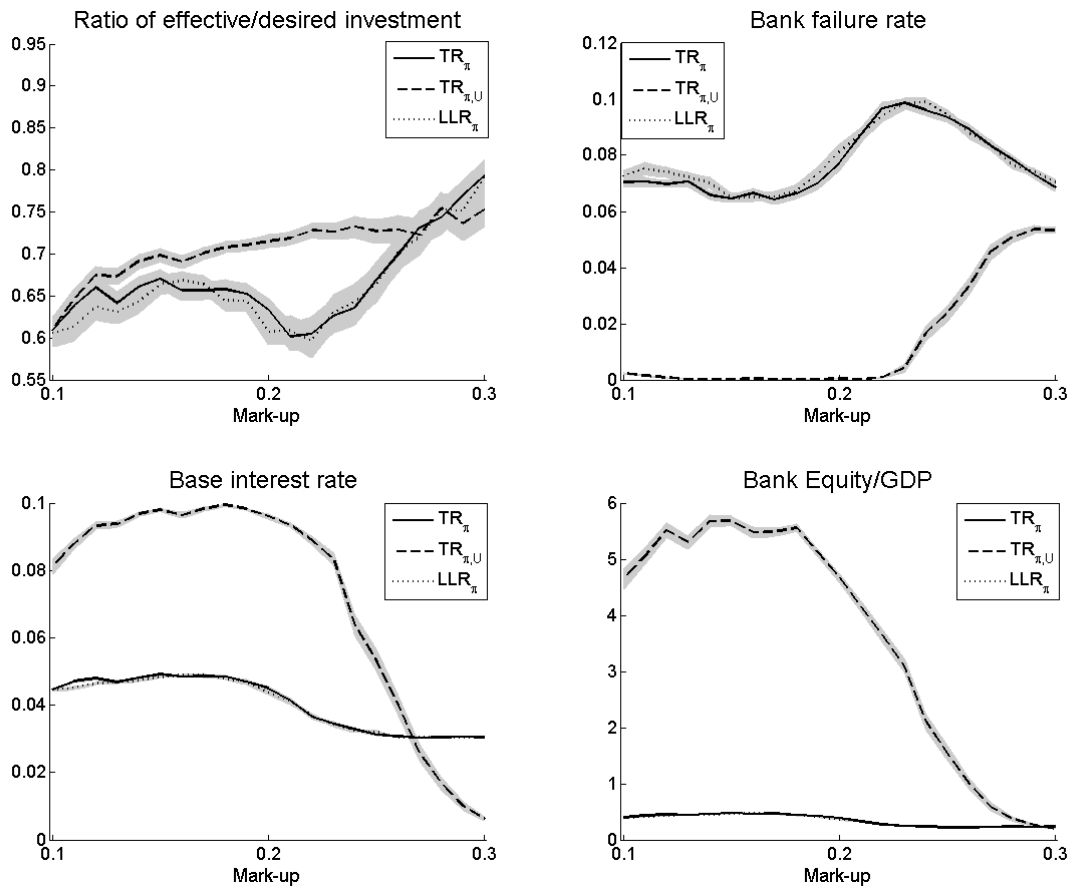 Ratio of effective/desired investment
0.95
0.9
0.85
0.8
0.75
0.7
0.65
0.6
0.55
0.1
0.2
0.3
Mark-up
TRπ
TRπ,U
LLRπ
Bank failure rate
0.12
0.1
0.08
0.06
0.04
0.02
0
0.1
0.2
0.3
Mark-up
TRπ
TRπ,U
LLRπ
Base interest rate
0.1
0.08
0.06
0.04
0.02
0
0.1
0.2
0.3
Mark-up
TRπ
TRπ,U
LLRπ
Bank Equity/GDP
6
5
4
3
2
1
0
0.1
0.2
0.3
Mark-up
TRπ
TRπ,U
LLRπ